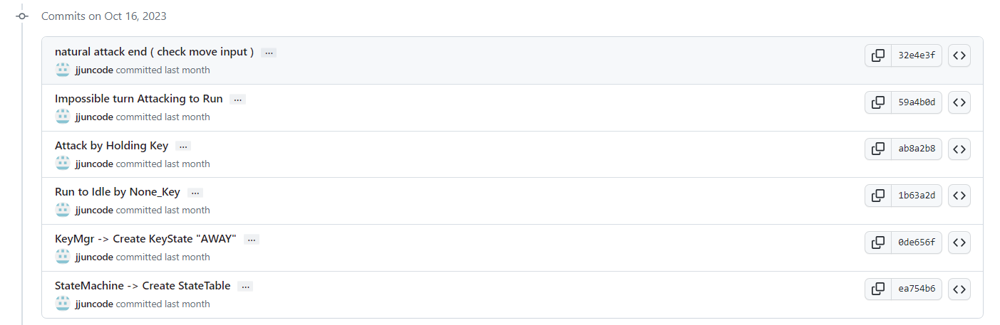 Commits on Oct 16, 2023
natural attack end ( check move input ) ...
32e4e3f
jjuncode committed last month
Impossible turn Attacking to Run ...
59a4b0d
jjuncode committed last month
Attack by Holding Key ...
ab8a2b8
jjuncode committed last month
Run to Idle by None_Key ...
1b63a2d
jjuncode committed last month
KeyMgr -> Create KeyState "AWAY" ...
0de656f
jjuncode committed last month
StateMachine -> Create StateTable ...
ea754b6
jjuncode committed last month